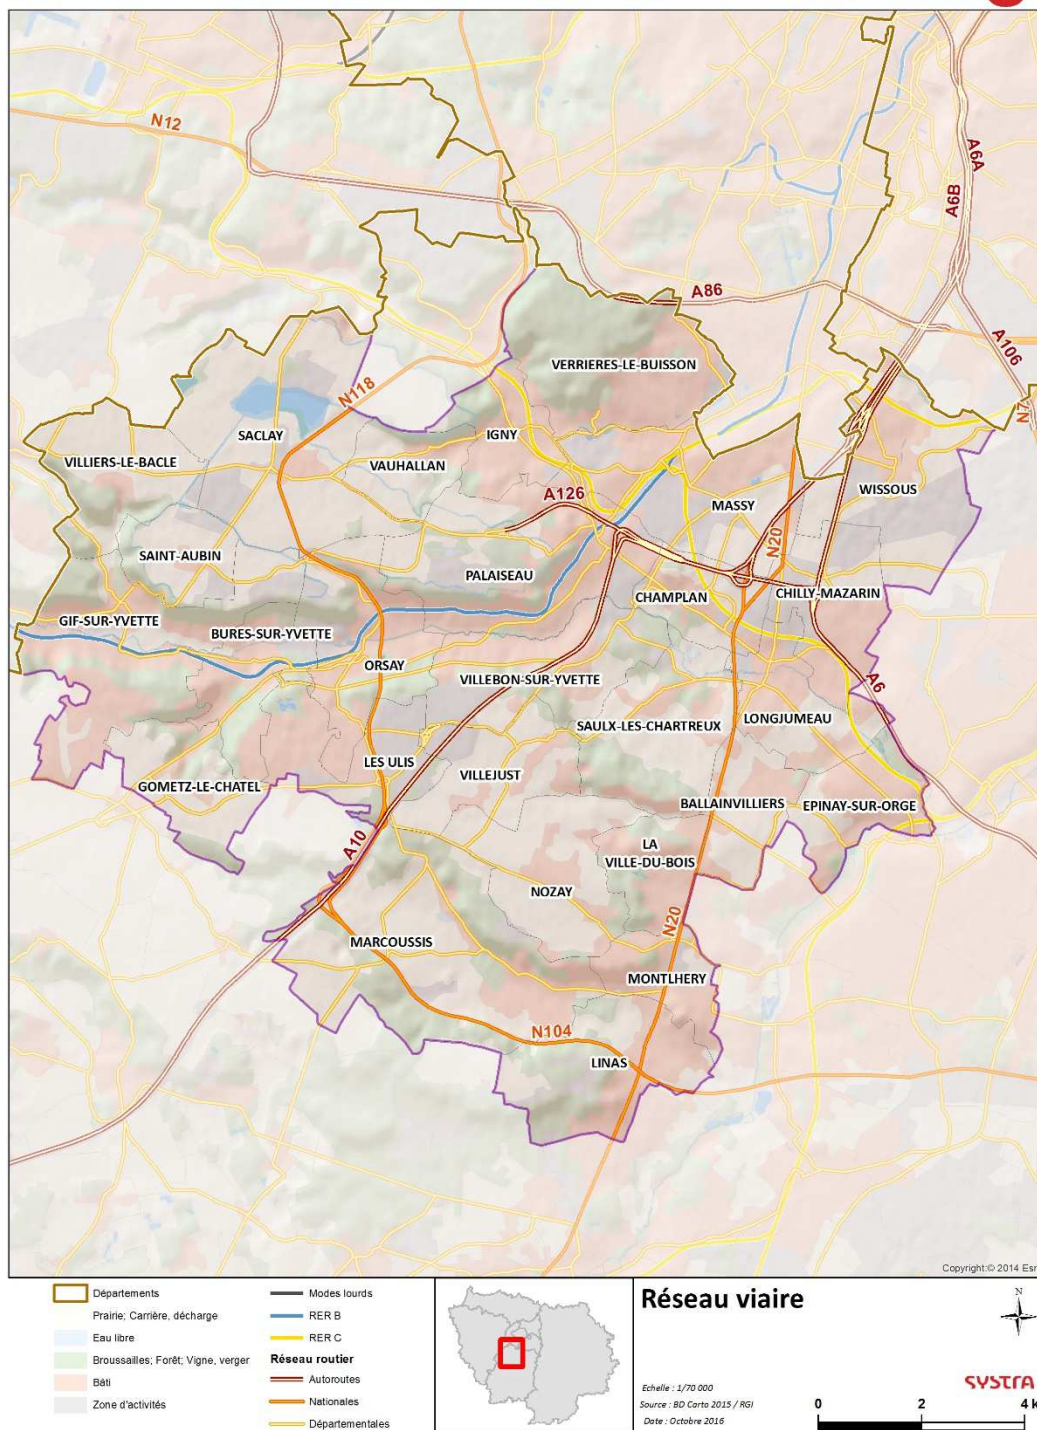 N12
A6A
A6B
A86
A106
N7
VERRIERES-LE-BUISSON
N118
SACLAY
IGNY
VILLIERS-LE-BACLE
VAUHALLAN
WISSOUS
A126
MASSY
N20
SAINT-AUBIN
PALAISEAU
CHAMPLAN
CHILLY-MAZARIN
GIF-SUR-YVETTE
BURES-SUR-YVETTE
ORSAY
VILLEBON-SUR-YVETTE
A6
SAULX-LES-CHARTREUX
LONGJUMEAU
LES ULIS
VILLEJUST
GOMETZ-LE-CHATEL
BALLAINVILLIERS
EPINAY-SUR-ORGE
A10
LA
VILLE-DU-BOIS
NOZAY
N20
MARCOUSSIS
MONTLHERY
N104
LINAS
Copyright:© 2014 Esr
Départements
Prairie; Carrière, décharge
Eau libre
Broussailles; Forêt; Vigne, verger
Bâti
Zone d'activités
Modes lourds
RER B
RER C
Réseau routier
Autoroutes
Nationales
Départementales
Réseau viaire
N
Echelle : 1/70 000
Source : BD Carto 2015 / RGI
Date : Octobre 2016
SYSTRA
0 2 4 k